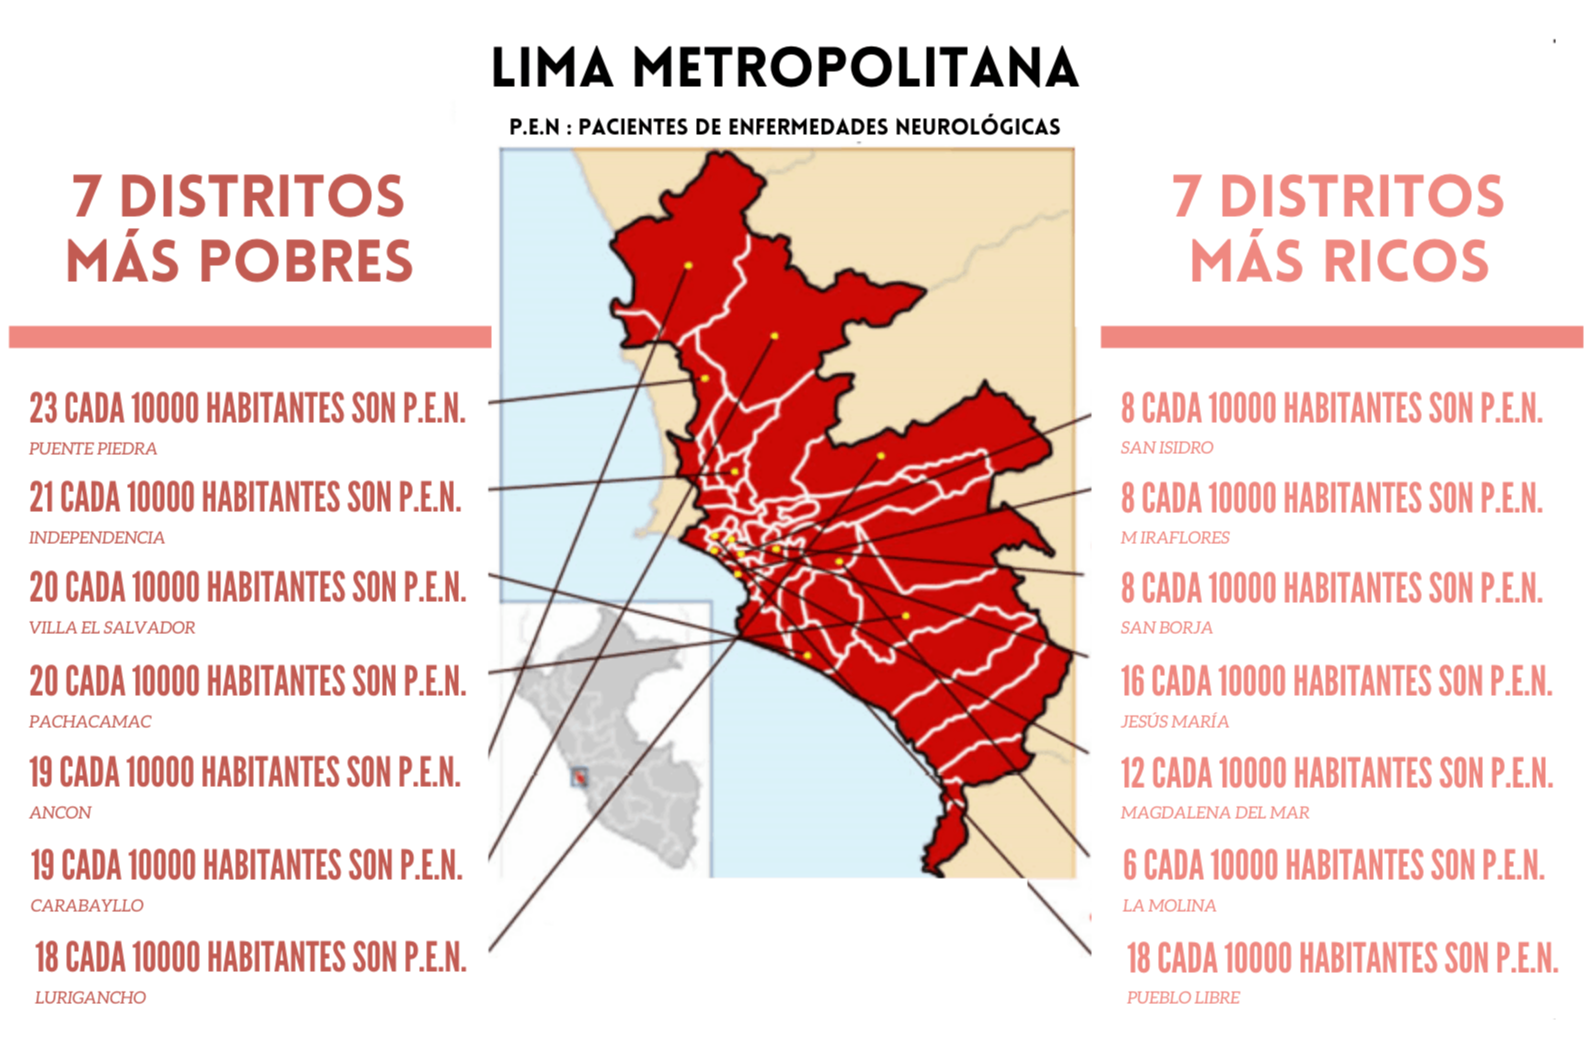 LIMA METROPOLITANA
P.E.N : PACIENTES DE ENFERMEDADES NEUROLÓGICAS
7 DISTRITOS
MÁS POBRES
23 CADA 10000 HABITANTES SON P.E.N.
PUENTE PIEDRA
21 CADA 10000 HABITANTES SON P.E.N.
INDEPENDENCIA
20 CADA 10000 HABITANTES SON P.E.N.
VILLA EL SALVADOR
20 CADA 10000 HABITANTES SON P.E.N.
PACHACAMAC
19 CADA 10000 HABITANTES SON P.E.N.
ANCON
19 CADA 10000 HABITANTES SON P.E.N.
CARABAYLLO
18 CADA 10000 HABITANTES SON P.E.N.
LURIGANCHO
7 DISTRITOS
MÁS RICOS
8 CADA 10000 HABITANTES SON P.E.N.
SAN ISIDRO
8 CADA 10000 HABITANTES SON P.E.N.
M IRAFLORES
8 CADA 10000 HABITANTES SON P.E.N.
SAN BORJA
16 CADA 10000 HABITANTES SON P.E.N.
JESÚS MARÍA
12 CADA 10000 HABITANTES SON P.E.N.
MAGDALENA DEL MAR
6 CADA 10000 HABITANTES SON P.E.N.
LA MOLINA
18 CADA 10000 HABITANTES SON P.E.N.
PUEBLO LIBRE